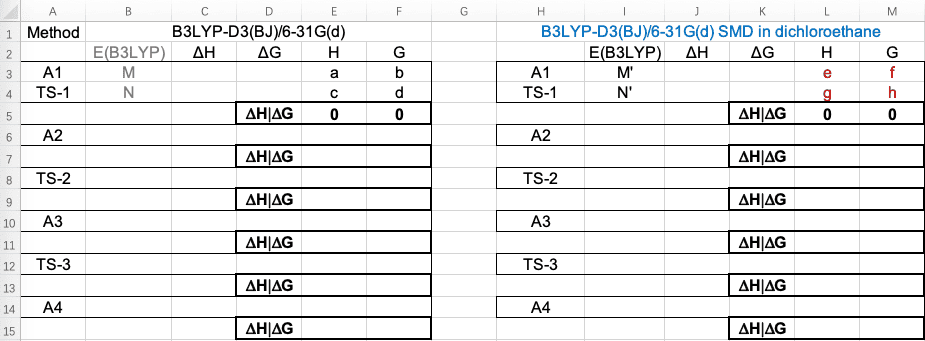 A B C D E F G H I J K L M
1 Method B3LYP-D3(BJ)/6-31G(d) B3LYP-D3(BJ)/6-31G(d) SMD in dichloroethane
2 E(B3LYP) ΔH ΔG H G E(B3LYP) ΔH ΔG H G
3 A1 M a b A1 M' e f
4 TS-1 N c d TS-1 N' g h
5 ΔH|ΔG 0 0 ΔH|ΔG 0 0
6 A2 A2
7 ΔH|ΔG ΔH|ΔG
8 TS-2 TS-2
9 ΔH|ΔG ΔH|ΔG
10 A3 A3
11 ΔH|ΔG ΔH|ΔG
12 TS-3 TS-3
13 ΔH|ΔG ΔH|ΔG
14 A4 A4
15 ΔH|ΔG ΔH|ΔG